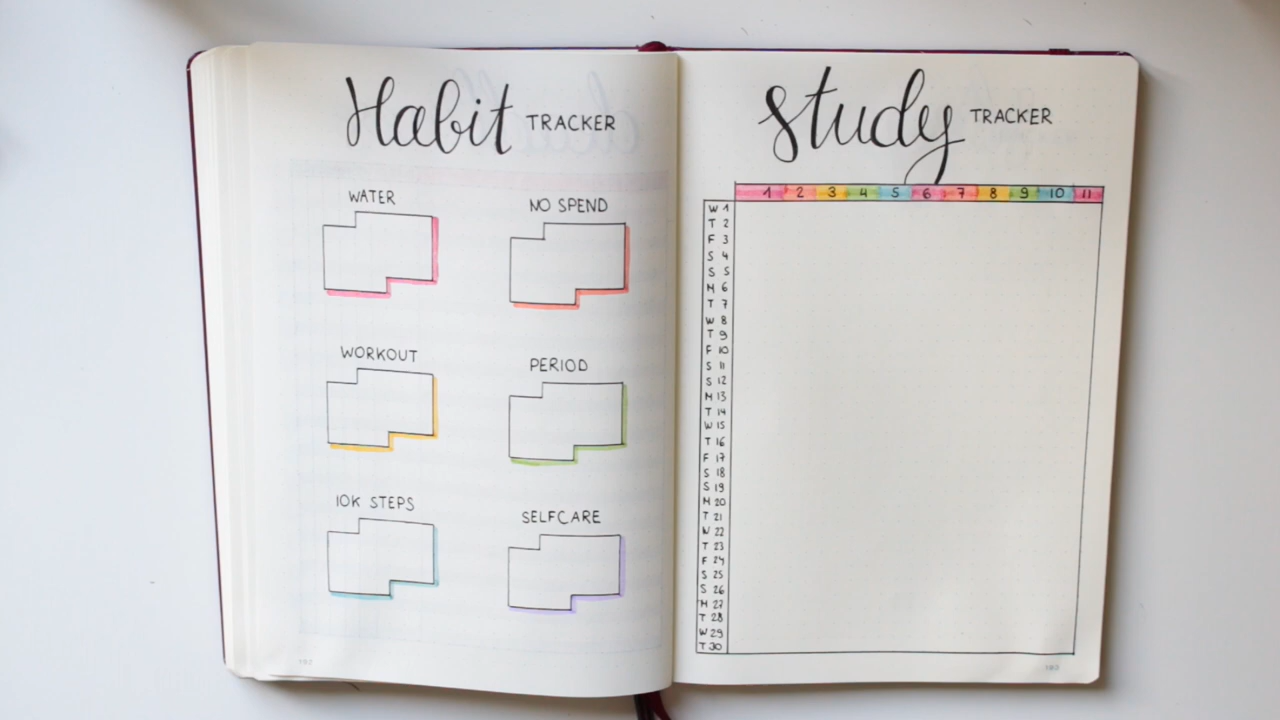 Habit TRACKER
WATER
NO SPEND
WORKOUT
PERIOD
10K STEPS
SELFCARE
Study TRACKER
1 2 3 4 5 6 7 8 9 10 11
W 1
T 2
F 3
S 4
S 5
M 6
T 7
W 8
T 9
F 10
S 11
S 12
M 13
T 14
W 15
T 16
F 17
S 18
S 19
M 20
T 21
W 22
T 23
F 24
S 25
S 26
M 27
T 28
W 29
T 30